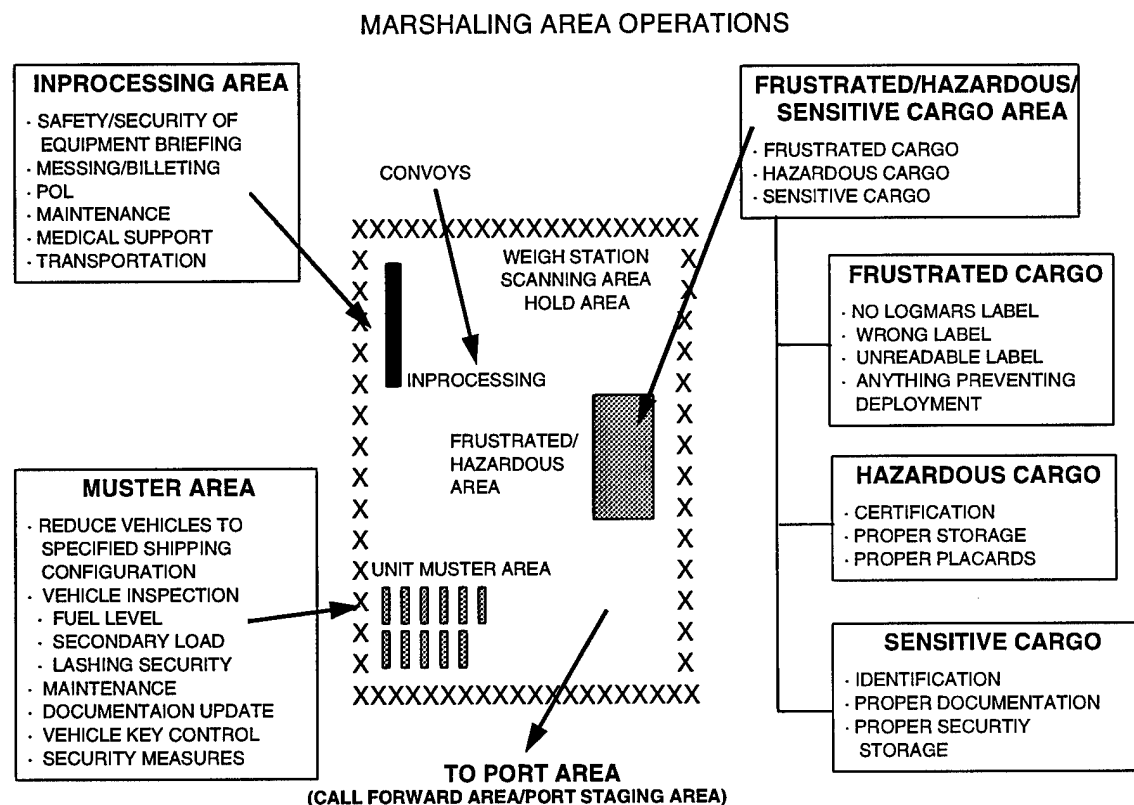 MARSHALING AREA OPERATIONS
INPROCESSING AREA
· SAFETY/SECURITY OF
EQUIPMENT BRIEFING
· MESSING/BILLETING
· POL
· MAINTENANCE
· MEDICAL SUPPORT
· TRANSPORTATION
CONVOYS
FRUSTRATED/HAZARDOUS/
SENSITIVE CARGO AREA
· FRUSTRATED CARGO
· HAZARDOUS CARGO
· SENSITIVE CARGO
XXXXXXXXXXXXXXXXXXXX
WEIGH STATION
SCANNING AREA
HOLD AREA
INPROCESSING
FRUSTRATED/
HAZARDOUS
AREA
UNIT MUSTER AREA
XXXXXXXXXXXXXXXXXXXX
FRUSTRATED CARGO
· NO LOGMARS LABEL
· WRONG LABEL
· UNREADABLE LABEL
· ANYTHING PREVENTING
DEPLOYMENT
MUSTER AREA
· REDUCE VEHICLES TO
SPECIFIED SHIPPING
CONFIGURATION
· VEHICLE INSPECTION
· FUEL LEVEL
· SECONDARY LOAD
· LASHING SECURITY
· MAINTENANCE
· DOCUMENTAION UPDATE
· VEHICLE KEY CONTROL
· SECURITY MEASURES
HAZARDOUS CARGO
· CERTIFICATION
· PROPER STORAGE
· PROPER PLACARDS
SENSITIVE CARGO
· IDENTIFICATION
· PROPER DOCUMENTATION
· PROPER SECURTIY
STORAGE
TO PORT AREA
(CALL FORWARD AREA/PORT STAGING AREA)